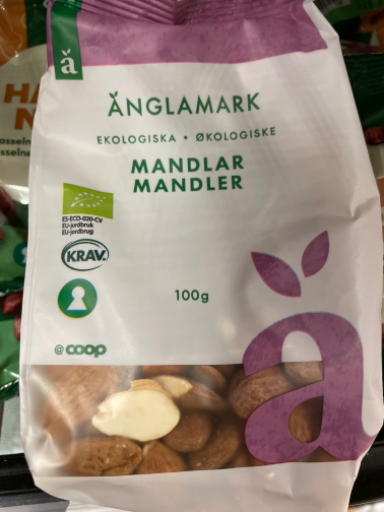 ä
ÄNGLAMARK
EKOLOGISKA • ØKOLOGISKE
MANDLAR
MANDLER
ES-ECO-020-CV
EU-jordbruk
EU-jordbrug
KRAV
100g
coop
ä